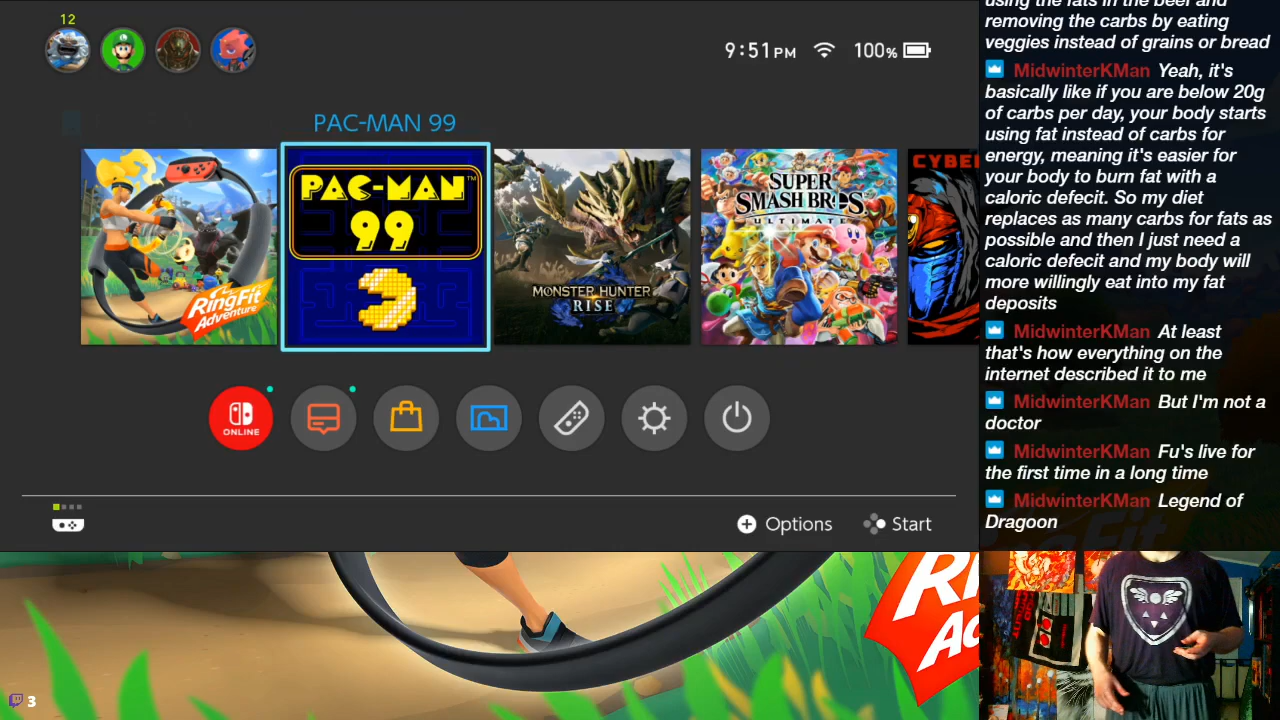 12
9:51 PM 100%
PAC-MAN 99
RingFit
Adventure
PAC-MAN™
99
MONSTER HUNTER
RISE
SUPER
SMASH BROS.
ULTIMATE
CYBE
ONLINE
Options
Start
3
using the fats in the beef and
removing the carbs by eating
veggies instead of grains or bread
MidwinterKMan Yeah, it's
basically like if you are below 20g
of carbs per day, your body starts
using fat instead of carbs for
energy, meaning it's easier for
your body to burn fat with a
caloric defecit. So my diet
replaces as many carbs for fats as
possible and then I just need a
caloric defecit and my body will
more willingly eat into my fat
deposits
MidwinterKMan At least
that's how everything on the
internet described it to me
MidwinterKMan But I'm not a
doctor
MidwinterKMan Fu's live for
the first time in a long time
MidwinterKMan Legend of
Dragoon